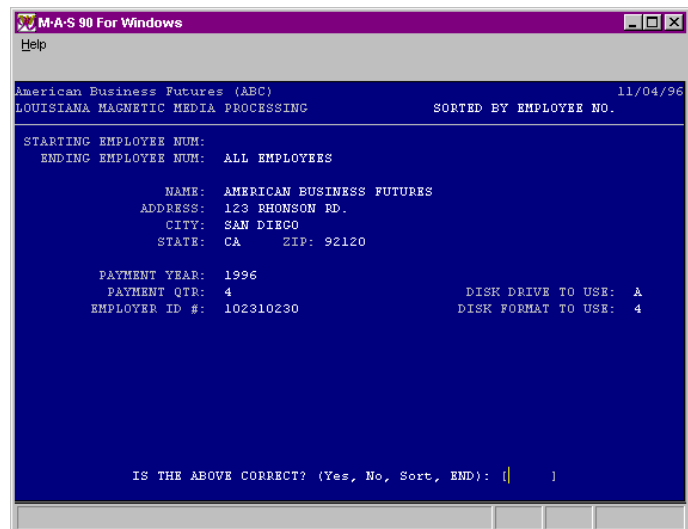 M·A·S 90 For Windows
Help
American Business Futures (ABC) 11/04/96
LOUISIANA MAGNETIC MEDIA PROCESSING SORTED BY EMPLOYEE NO.
STARTING EMPLOYEE NUM:
ENDING EMPLOYEE NUM: ALL EMPLOYEES
NAME: AMERICAN BUSINESS FUTURES
ADDRESS: 123 RHONSON RD.
CITY: SAN DIEGO
STATE: CA ZIP: 92120
PAYMENT YEAR: 1996
PAYMENT QTR: 4 DISK DRIVE TO USE: A
EMPLOYER ID #: 102310230 DISK FORMAT TO USE: 4
IS THE ABOVE CORRECT? (Yes, No, Sort, END): [ ]